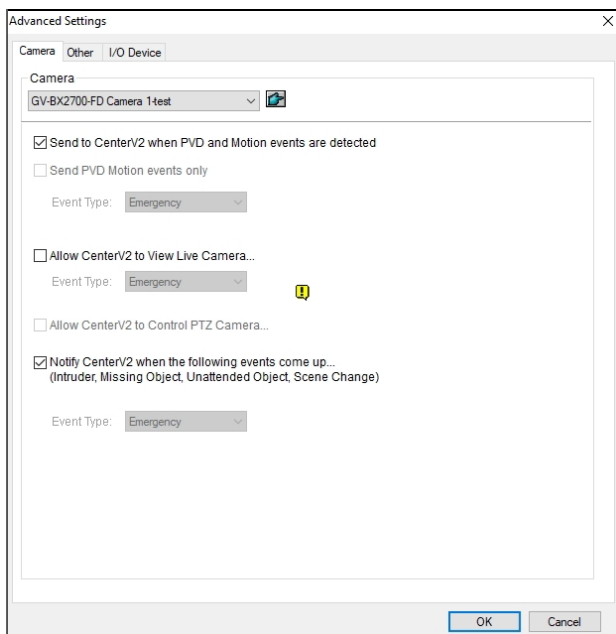 Advanced Settings
Camera
Other
I/O Device
Camera
GV-BX2700-FD Camera 1-test
Send to CenterV2 when PVD and Motion events are detected
Send PVD Motion events only
Event Type:
Emergency
Allow CenterV2 to View Live Camera...
Event Type:
Emergency
Allow CenterV2 to Control PTZ Camera...
Notify CenterV2 when the following events come up...
(Intruder, Missing Object, Unattended Object, Scene Change)
Event Type:
Emergency
OK
Cancel